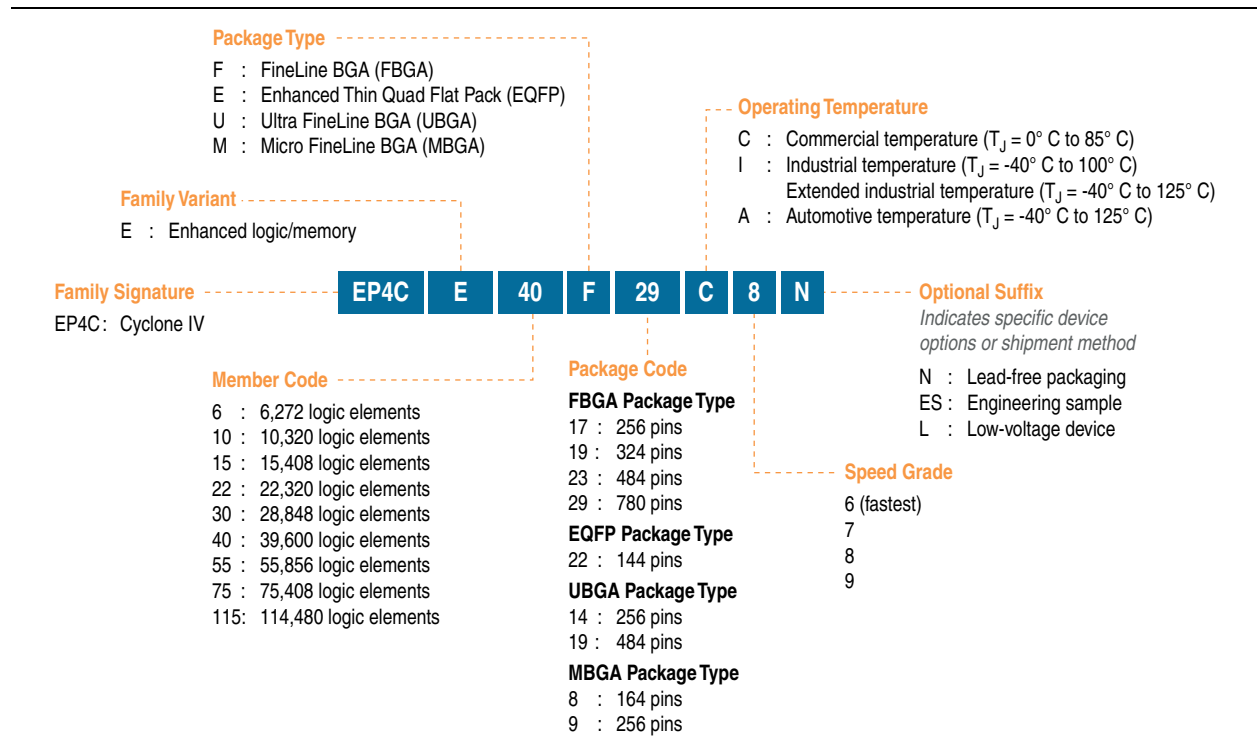 Package Type
F : FineLine BGA (FBGA)
E : Enhanced Thin Quad Flat Pack (EQFP)
U : Ultra FineLine BGA (UBGA)
M : Micro FineLine BGA (MBGA)
Operating Temperature
C : Commercial temperature (TJ = 0° C to 85° C)
I : Industrial temperature (TJ = -40° C to 100° C)
Extended industrial temperature (TJ = -40° C to 125° C)
A : Automotive temperature (TJ = -40° C to 125° C)
Family Variant
E : Enhanced logic/memory
Family Signature
EP4C : Cyclone IV
EP4C E 40 F 29 C 8 N
Optional Suffix
Indicates specific device
options or shipment method
N : Lead-free packaging
ES : Engineering sample
L : Low-voltage device
Member Code
6 : 6,272 logic elements
10 : 10,320 logic elements
15 : 15,408 logic elements
22 : 22,320 logic elements
30 : 28,848 logic elements
40 : 39,600 logic elements
55 : 55,856 logic elements
75 : 75,408 logic elements
115: 114,480 logic elements
Package Code
FBGA Package Type
17 : 256 pins
19 : 324 pins
23 : 484 pins
29 : 780 pins
EQFP Package Type
22 : 144 pins
UBGA Package Type
14 : 256 pins
19 : 484 pins
MBGA Package Type
8 : 164 pins
9 : 256 pins
Speed Grade
6 (fastest)
7
8
9